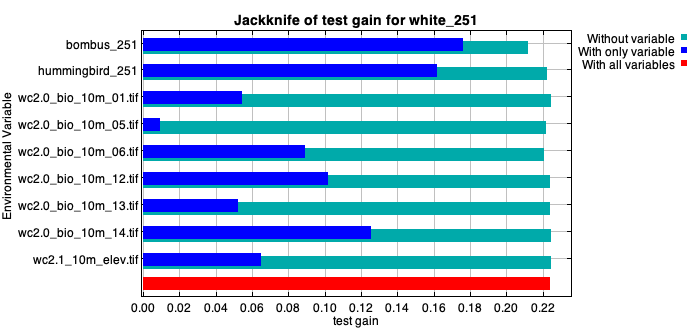 Jackknife of test gain for white_251
Without variable
With only variable
With all variables
Environmental Variable
bombus_251
hummingbird_251
wc2.0_bio_10m_01.tif
wc2.0_bio_10m_05.tif
wc2.0_bio_10m_06.tif
wc2.0_bio_10m_12.tif
wc2.0_bio_10m_13.tif
wc2.0_bio_10m_14.tif
wc2.1_10m_elev.tif
0.00 0.02 0.04 0.06 0.08 0.10 0.12 0.14 0.16 0.18 0.20 0.22
test gain